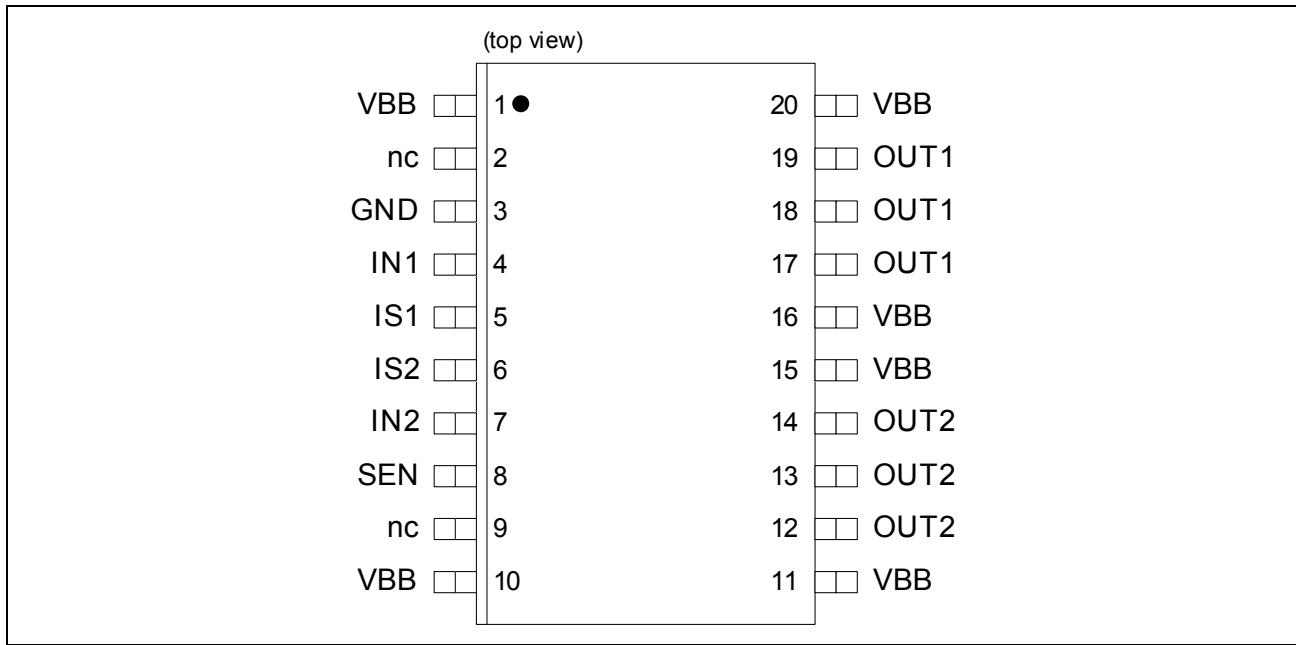 (top view)
VBB 1 20 VBB
nc 2 19 OUT1
GND 3 18 OUT1
IN1 4 17 OUT1
IS1 5 16 VBB
IS2 6 15 VBB
IN2 7 14 OUT2
SEN 8 13 OUT2
nc 9 12 OUT2
VBB 10 11 VBB